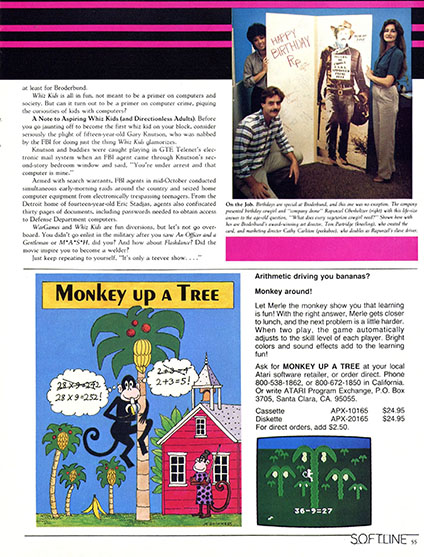 at least for Broderbund.
Whiz Kids is all in fun, not meant to be a primer on computers and
society. But can it turn out to be a primer on computer crime, piquing
the curiosities of kids with computers?
A Note to Aspiring Whiz Kids (and Directionless Adults). Before
you go jaunting off to become the first whiz kid on your block, consider
seriously the plight of fifteen-year-old Gary Knutson, who was nabbed
by the FBI for doing just the thing Whiz Kids glamorizes.
Knutson and buddies were caught playing in GTE Telenet's elec-
tronic mail system when an FBI agent came through Knutson's sec-
ond-story bedroom window and said, "You're under arrest and that
computer is mine."
Armed with search warrants, FBI agents in mid-October conducted
simultaneous early-morning raids around the country and seized home
computer equipment from electronically trespassing teenagers. From the
Detroit home of fourteen-year-old Eric Stadjas, agents also confiscated
thirty pages of documents, including passwords needed to obtain access
to Defense Department computers.
WarGames and Whiz Kids are fun diversions, but let's not go over-
board. You didn't go enlist in the military after you saw An Officer and a
Gentleman or M*A*S*H, did you? And how about Flashdance? Did the
movie inspire you to become a welder?
Just keep repeating to yourself, "It's only a teevee show. . . ."
HAPPY
BIRTHDAY
Rp
On the Job. Birthdays are special at Broderbund, and this one was no exception. The company
presented birthday cowgirl and "company clown" Rapunzel Oberholtzer (right) with this life-size
answer to the age-old question, "What does every vegetarian cowgirl need?" Shown here with
her are Broderbund's award-winning art director, Tom Partridge (kneeling), who created the
card, and marketing director Cathy Carlston (peekaboo), who doubles as Rapunzel's slave driver.
MONKEY UP A TREE
28 X 9=242
28 X 9=252!
2+3=
2+3=5!
Arithmetic driving you bananas?
Monkey around!
Let Merle the monkey show you that learning
is fun! With the right answer, Merle gets closer
to lunch, and the next problem is a little harder.
When two play, the game automatically
adjusts to the skill level of each player. Bright
colors and sound effects add to the learning
fun!
Ask for MONKEY UP A TREE at your local
Atari software retailer, or order direct. Phone
800-538-1862, or 800-672-1850 in California.
Or write ATARI Program Exchange, P.O. Box
3705, Santa Clara, CA. 95055.
Cassette APX-10165 $24.95
Diskette APX-20165 $24.95
For direct orders, add $2.50.
36-9=27
SOFTLINE 55